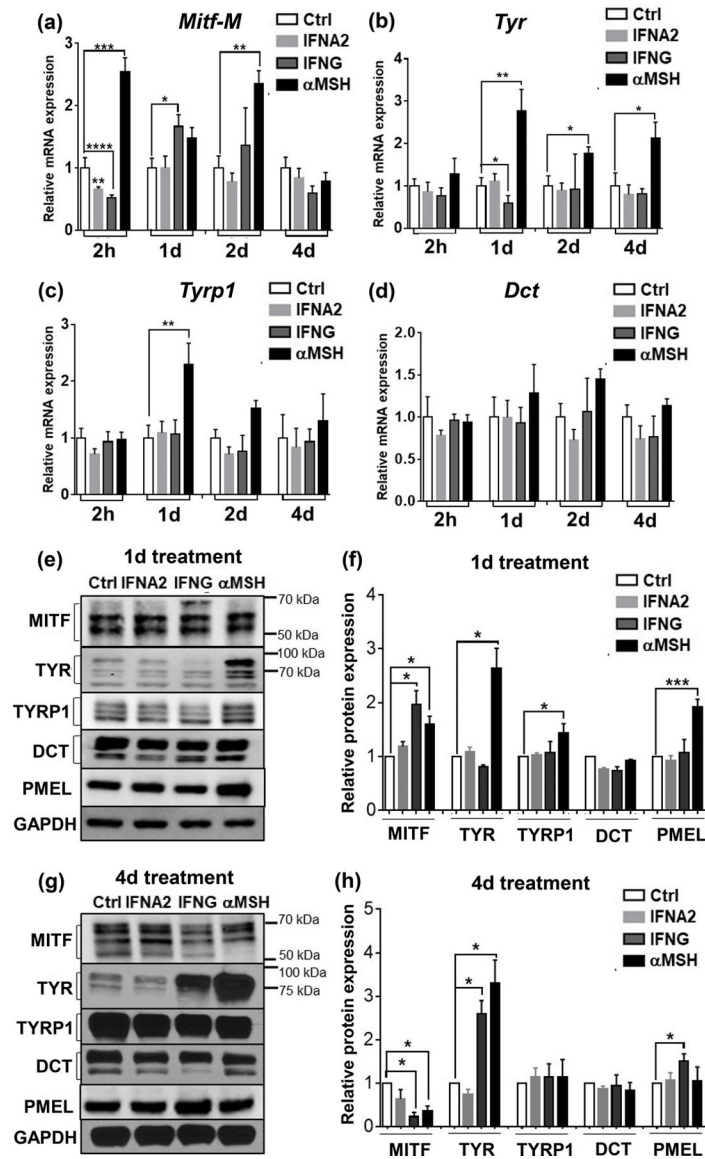 (a) Mitf-M
Ctrl
IFNA2
IFNG
αMSH
Relative mRNA expression
3
2
1
0
***
****
**
*
**
2h 1d 2d 4d
(b) Tyr
Ctrl
IFNA2
IFNG
αMSH
Relative mRNA expression
4
3
2
1
0
**
*
*
*
2h 1d 2d 4d
(c) Tyrp1
Ctrl
IFNA2
IFNG
αMSH
Relative mRNA expression
3
2
1
0
**
2h 1d 2d 4d
(d) Dct
Ctrl
IFNA2
IFNG
αMSH
Relative mRNA expression
2.0
1.5
1.0
0.5
0.0
2h 1d 2d 4d
(e) 1d treatment
Ctrl IFNA2 IFNG αMSH
MITF
70 kDa
50 kDa
TYR
100 kDa
70 kDa
TYRP1
DCT
PMEL
GAPDH
(f) 1d treatment
Ctrl
IFNA2
IFNG
αMSH
Relative protein expression
4
3
2
1
0
*
*
*
*
***
MITF TYR TYRP1 DCT PMEL
(g) 4d treatment
Ctrl IFNA2 IFNG αMSH
MITF
70 kDa
50 kDa
TYR
100 kDa
75 kDa
TYRP1
DCT
PMEL
GAPDH
(h) 4d treatment
Ctrl
IFNA2
IFNG
αMSH
Relative protein expression
5
4
3
2
1
0
*
*
*
*
*
MITF TYR TYRP1 DCT PMEL